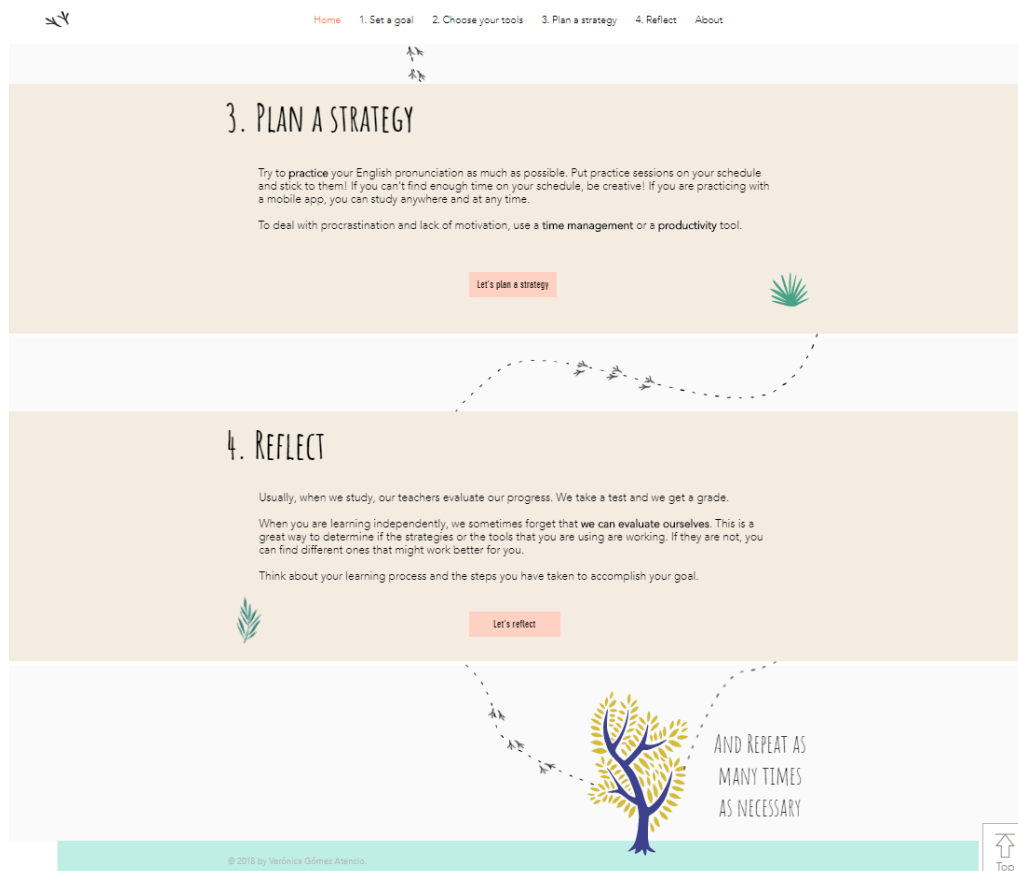 Home 1. Set a goal 2. Choose your tools 3. Plan a strategy 4. Reflect About
3. Plan a strategy
Try to practice your English pronunciation as much as possible. Put practice sessions on your schedule
and stick to them! If you can't find enough time on your schedule, be creative! If you are practicing with
a mobile app, you can study anywhere and at any time.
To deal with procrastination and lack of motivation, use a time management or a productivity tool.
Let's plan a strategy
4. Reflect
Usually, when we study, our teachers evaluate our progress. We take a test and we get a grade.
When you are learning independently, we sometimes forget that we can evaluate ourselves. This is a
great way to determine if the strategies or the tools that you are using are working. If they are not, you
can find different ones that might work better for you.
Think about your learning process and the steps you have taken to accomplish your goal.
Let's reflect
And Repeat as
many times
as necessary
© 2018 by Verónica Gómez Atencio.
Top